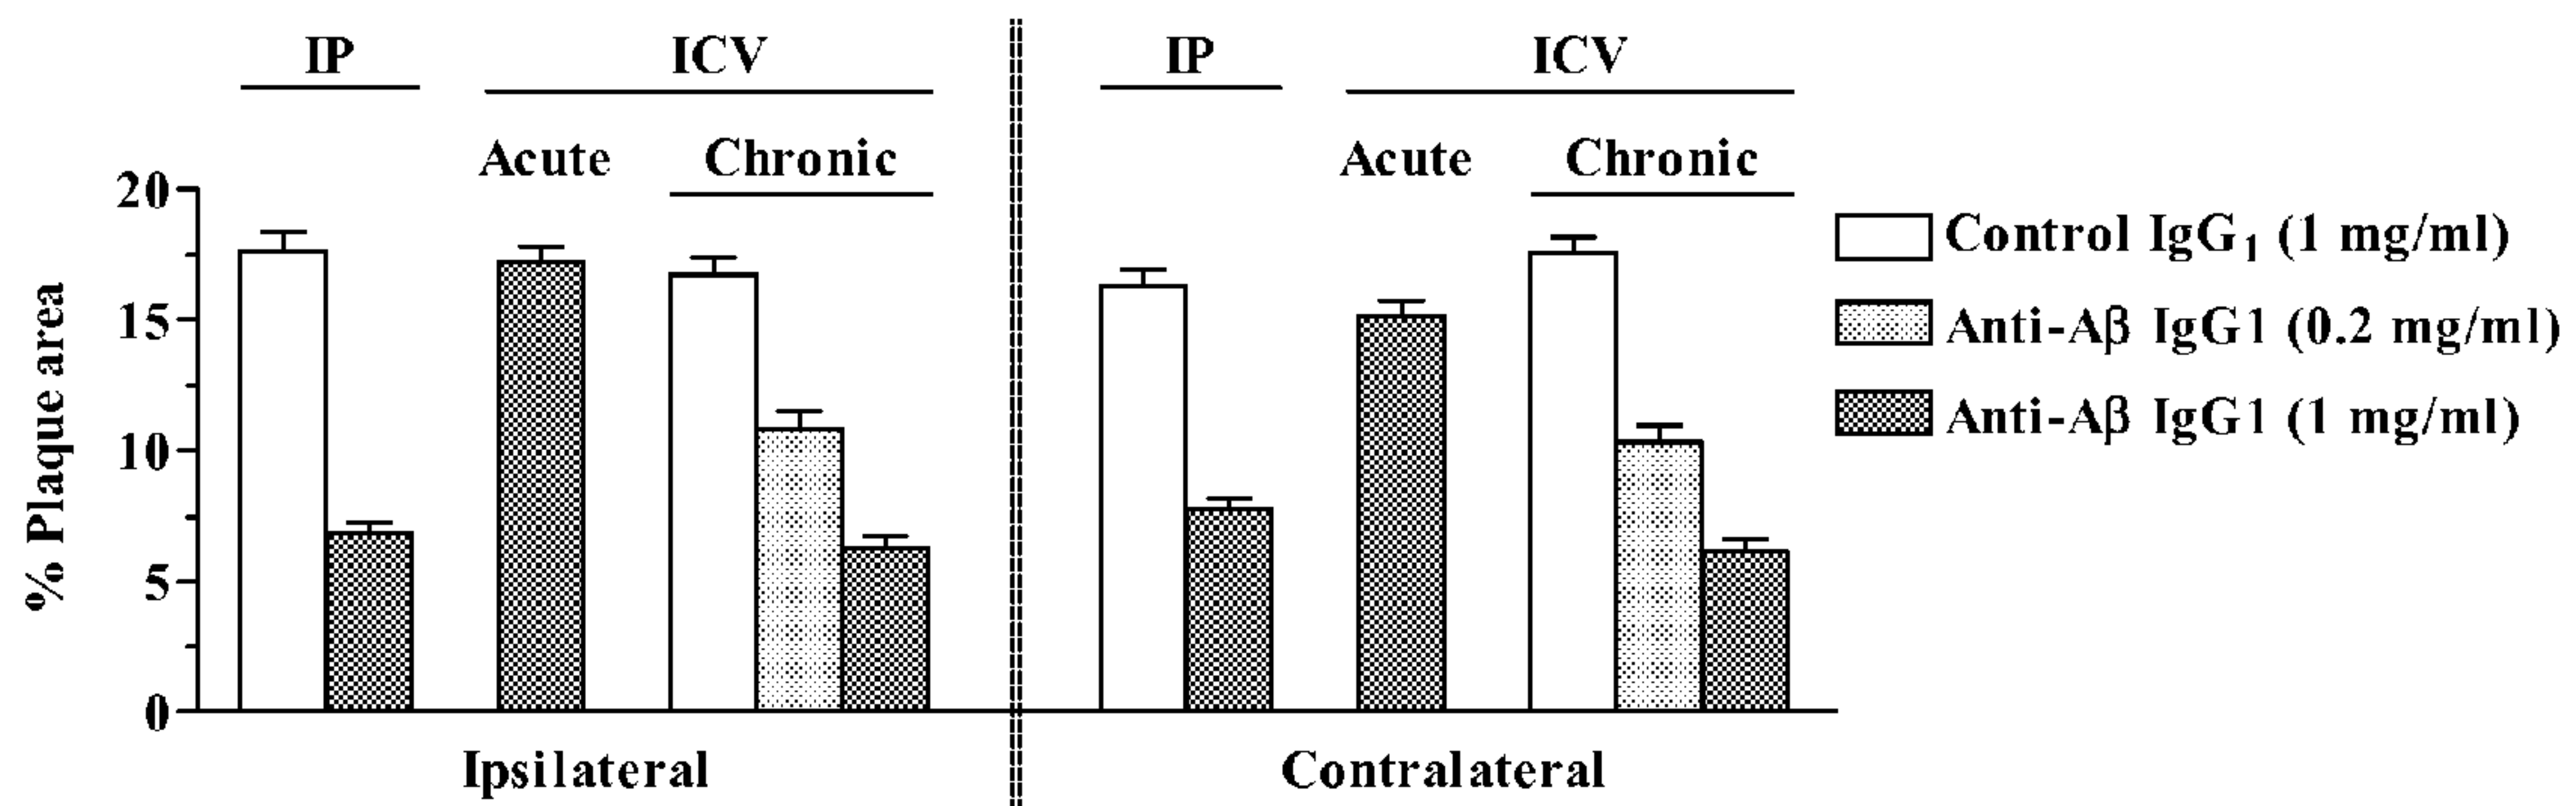 IP ICV IP ICV
Acute Chronic Acute Chronic
20
15
10
5
0
% Plaque area
Control IgG₁ (1 mg/ml)
Anti-Aβ IgG1 (0.2 mg/ml)
Anti-Aβ IgG1 (1 mg/ml)
Ipsilateral Contralateral